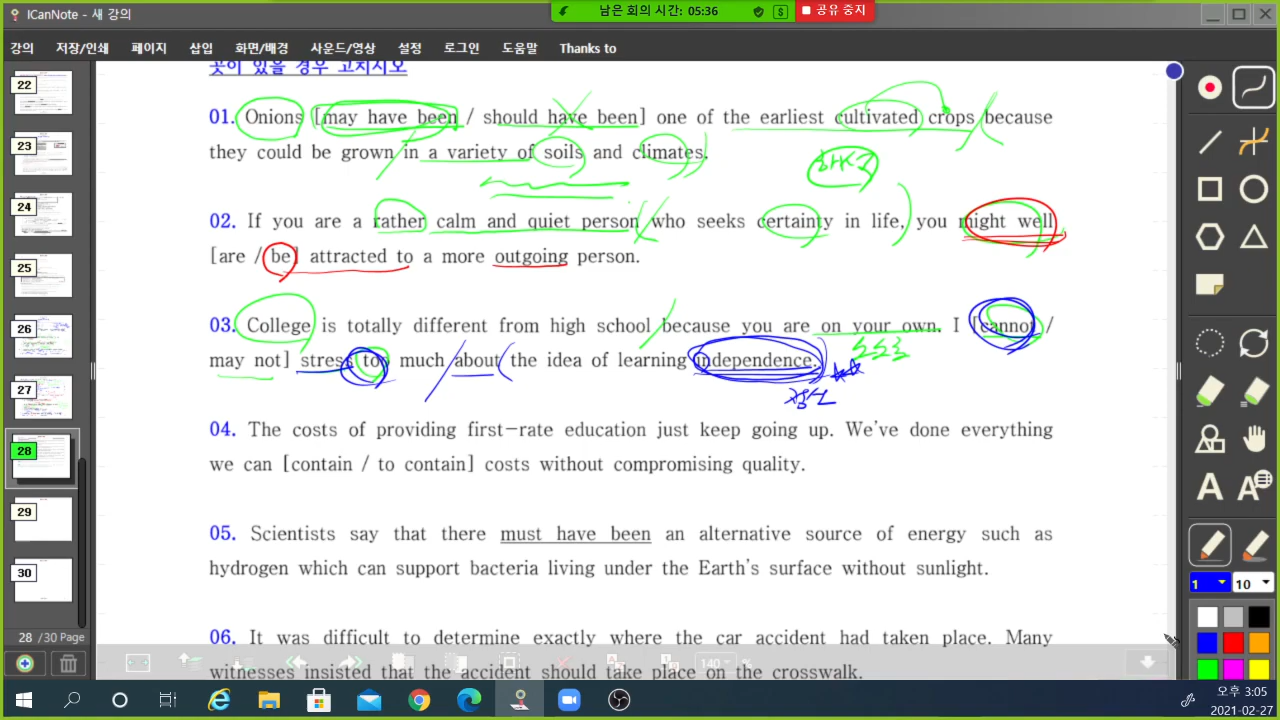 ICanNote - 새 강의
남은 회의 시간: 05:36
공유 중지
강의 저장/인쇄 페이지 삽입 화면/배경 사운드/영상 설정 로그인 도움말 Thanks to
곳이 있을 경우 고치시오
01. Onions [may have been / should have been] one of the earliest cultivated crops because
they could be grown in a variety of soils and climates.
02. If you are a rather calm and quiet person who seeks certainty in life, you might well
[are / be] attracted to a more outgoing person.
03. College is totally different from high school because you are on your own. I [cannot /
may not] stress too much about the idea of learning independence.
04. The costs of providing first-rate education just keep going up. We've done everything
we can [contain / to contain] costs without compromising quality.
05. Scientists say that there must have been an alternative source of energy such as
hydrogen which can support bacteria living under the Earth's surface without sunlight.
06. It was difficult to determine exactly where the car accident had taken place. Many
witnesses insisted that the accident should take place on the crosswalk.
22
23
24
25
26
27
28
29
30
28 / 30 Page
140 %
A A
1 10
오후 3:05
2021-02-27